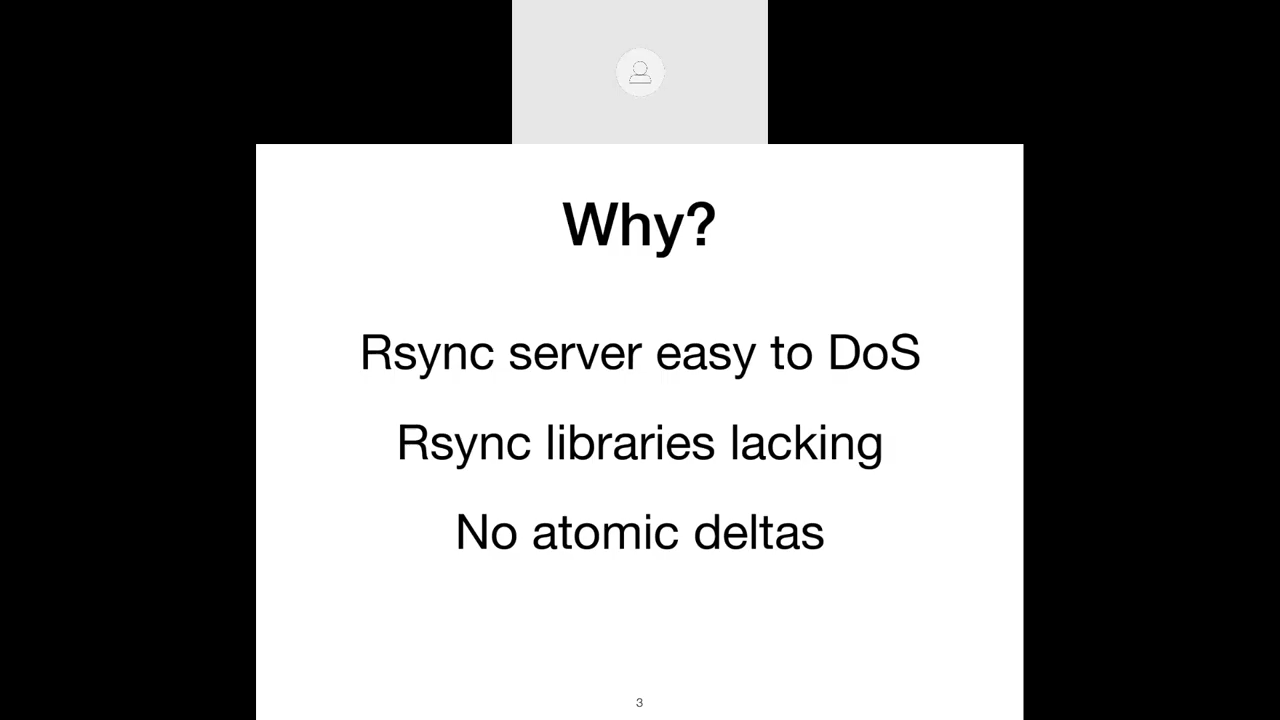 Why?
Rsync server easy to DoS
Rsync libraries lacking
No atomic deltas
3